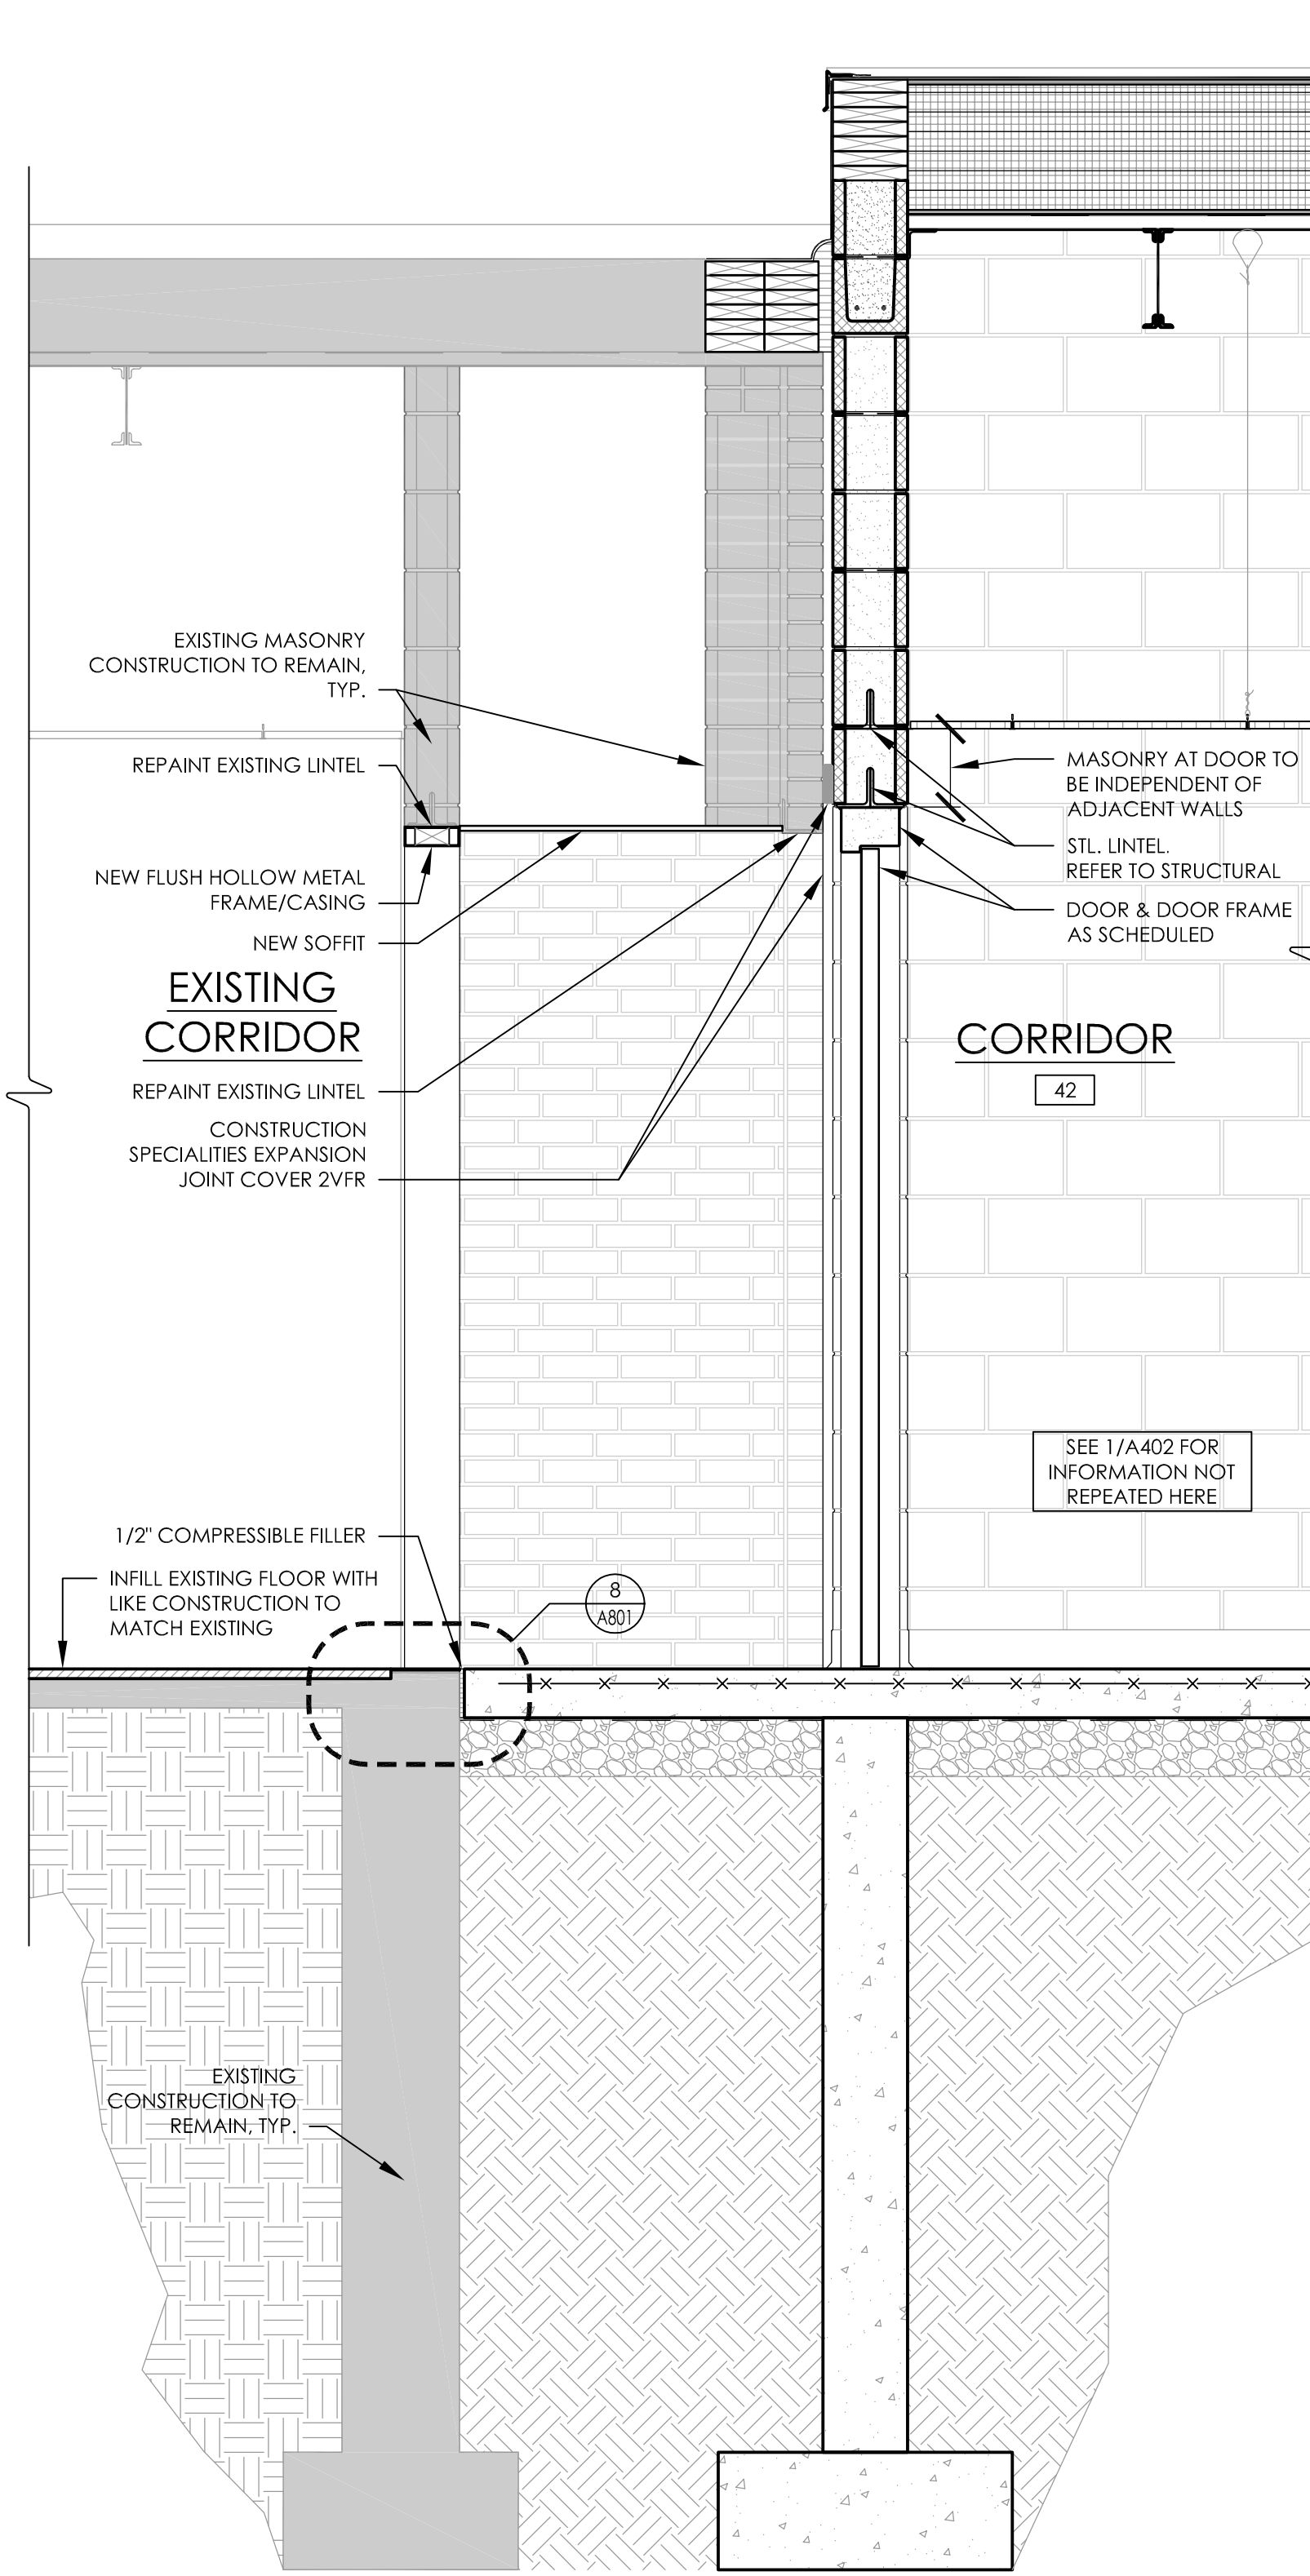 EXISTING MASONRY
CONSTRUCTION TO REMAIN,
TYP.
REPAINT EXISTING LINTEL
NEW FLUSH HOLLOW METAL
FRAME/CASING
NEW SOFFIT
EXISTING
CORRIDOR
REPAINT EXISTING LINTEL
CONSTRUCTION
SPECIALITIES EXPANSION
JOINT COVER 2VFR
MASONRY AT DOOR TO
BE INDEPENDENT OF
ADJACENT WALLS
STL. LINTEL.
REFER TO STRUCTURAL
DOOR & DOOR FRAME
AS SCHEDULED
CORRIDOR
42
SEE 1/A402 FOR
INFORMATION NOT
REPEATED HERE
1/2" COMPRESSIBLE FILLER
INFILL EXISTING FLOOR WITH
LIKE CONSTRUCTION TO
MATCH EXISTING
8
A801
EXISTING
CONSTRUCTION TO
REMAIN, TYP.